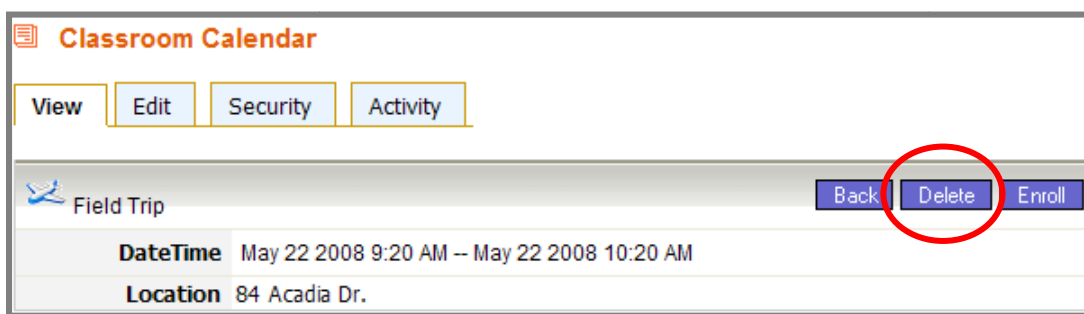 Classroom Calendar
View Edit Security Activity
Field Trip Back Delete Enroll
DateTime May 22 2008 9:20 AM -- May 22 2008 10:20 AM
Location 84 Acadia Dr.